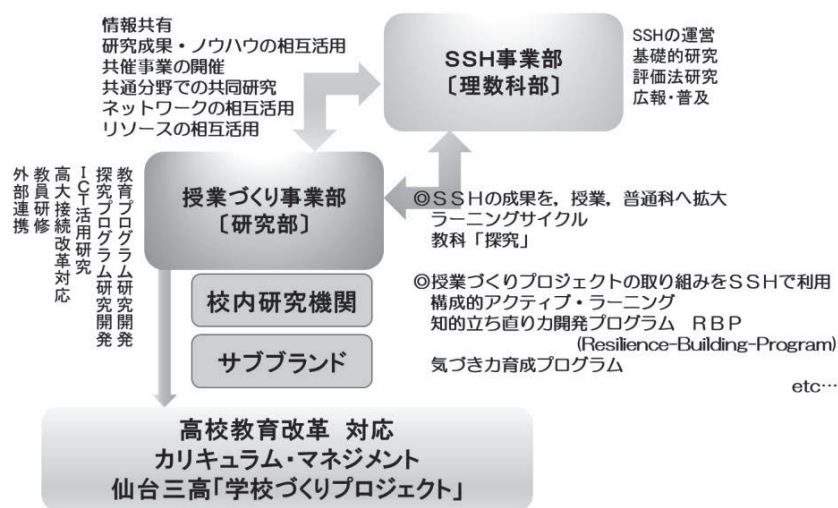 情報共有
研究成果・ノウハウの相互活用
共催事業の開催
共通分野での共同研究
ネットワークの相互活用
リソースの相互活用
SSH事業部
〔理数科部〕
SSHの運営
基礎的研究
評価法研究
広報・普及
教育プログラム研究開発
探究プログラム研究開発
ICT活用研究
高大接続改革対応
教員研修
外部連携
授業づくり事業部
〔研究部〕
◎SSHの成果を,授業,普通科へ拡大
ラーニングサイクル
教科「探究」
校内研究機関
サブブランド
◎授業づくりプロジェクトの取り組みをSSHで利用
構成的アクティブ・ラーニング
知的立ち直り力開発プログラム RBP
(Resilience-Building-Program)
気づき力育成プログラム
etc…
高校教育改革 対応
カリキュラム・マネジメント
仙台三高「学校づくりプロジェクト」